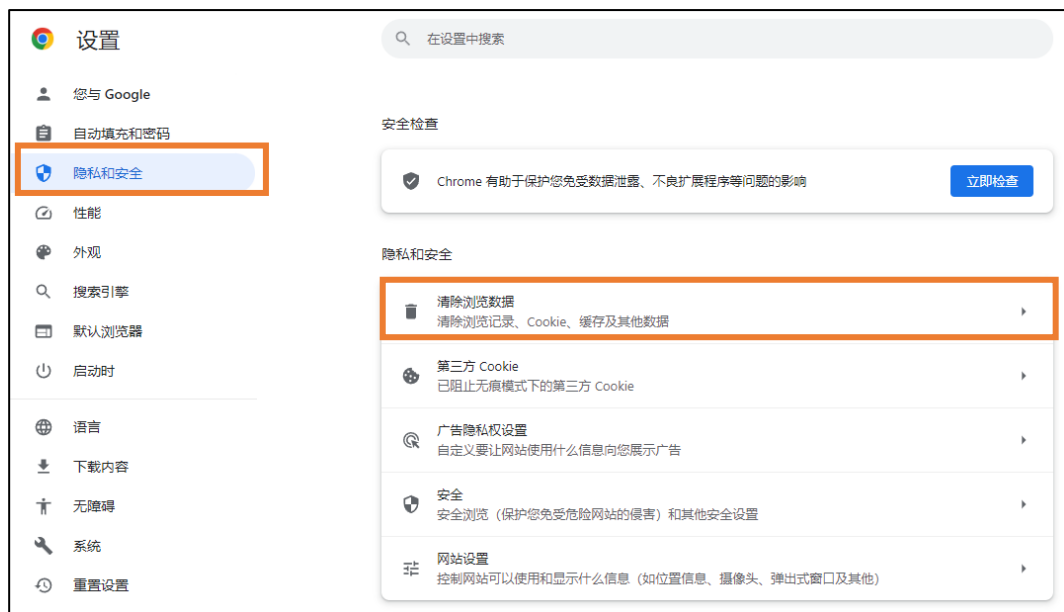 设置
在设置中搜索
您与 Google
自动填充和密码
隐私和安全
性能
外观
搜索引擎
默认浏览器
启动时
语言
下载内容
无障碍
系统
重置设置
安全检查
Chrome 有助于保护您免受数据泄露、不良扩展程序等问题的影响
立即检查
隐私和安全
清除浏览数据
清除浏览记录、Cookie、缓存及其他数据
第三方 Cookie
已阻止无痕模式下的第三方 Cookie
广告隐私权设置
自定义要让网站使用什么信息向您展示广告
安全
安全浏览（保护您免受危险网站的侵害）和其他安全设置
网站设置
控制网站可以使用和显示什么信息（如位置信息、摄像头、弹出式窗口及其他）